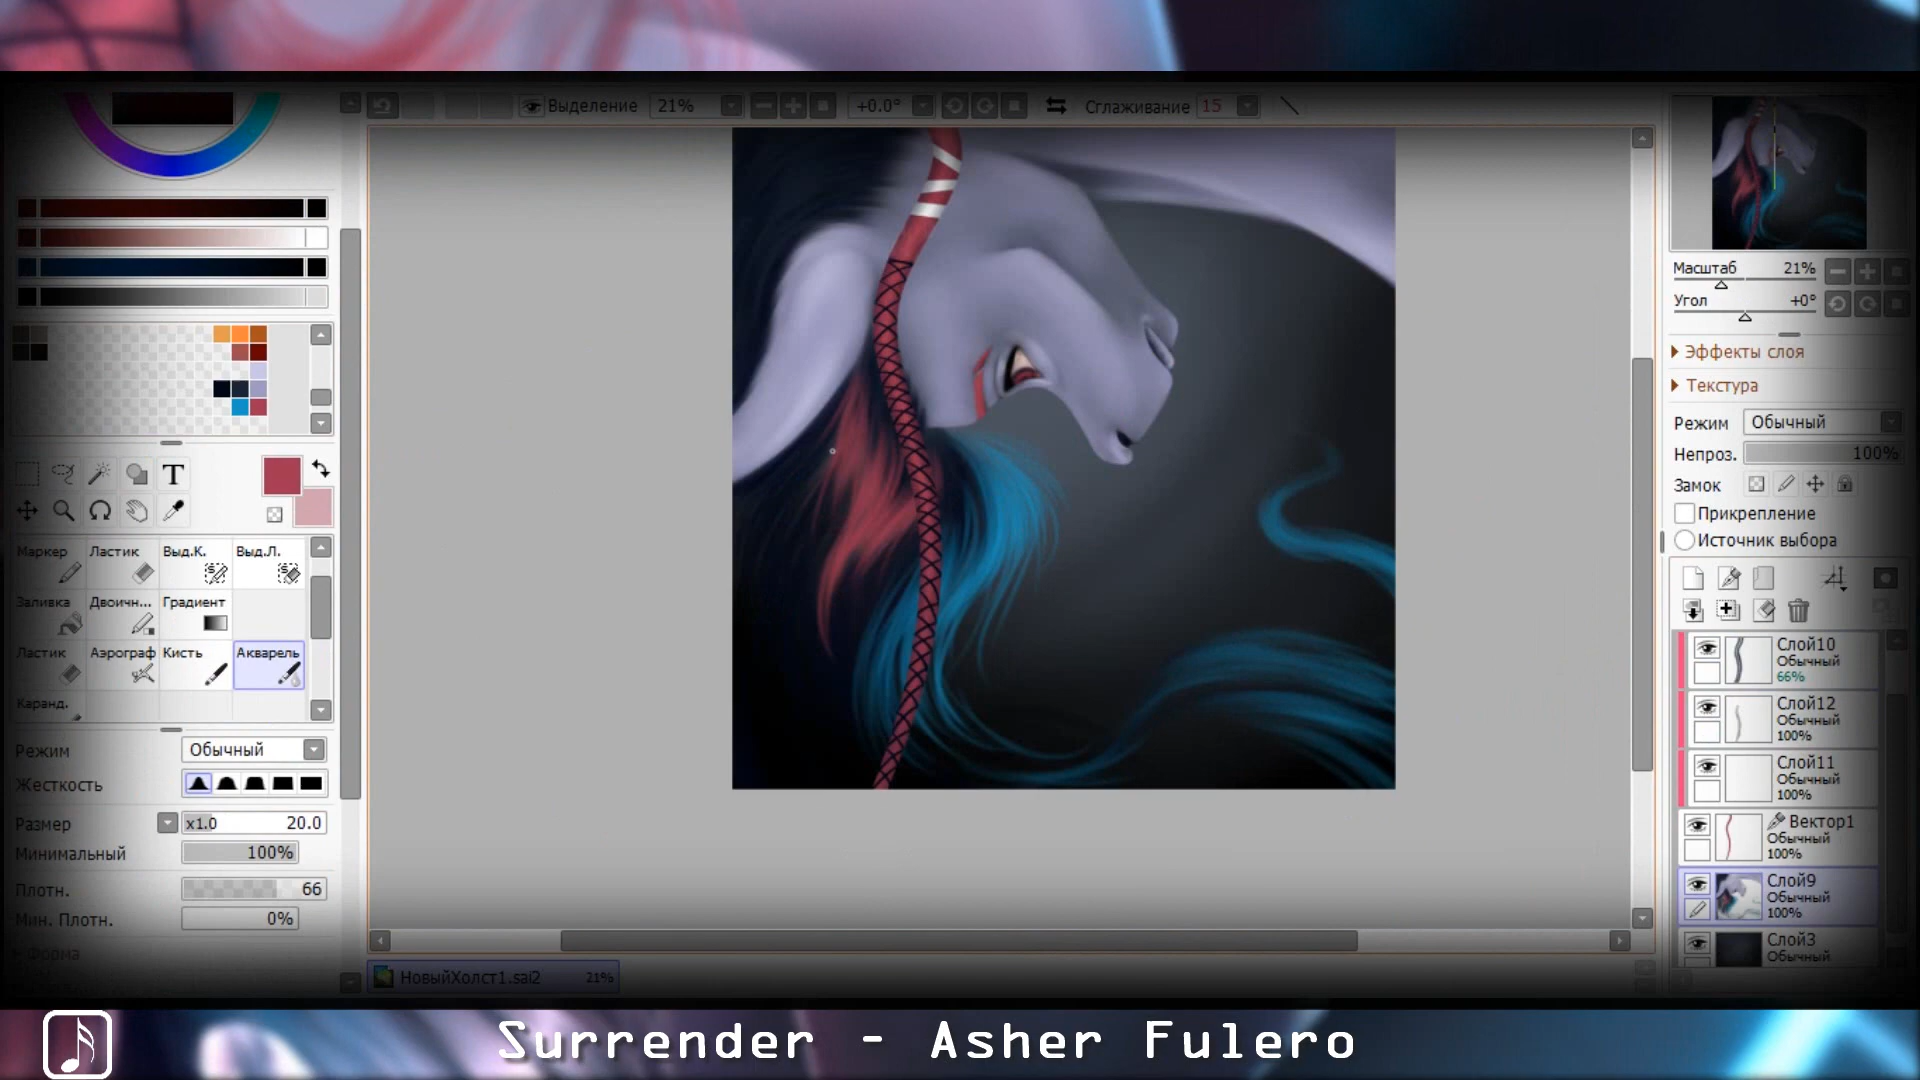 Выделение 21% +0.0° Сглаживание 15
Масштаб 21%
Угол +0°
Эффекты слоя
Текстура
Режим Обычный
Непроз. 100%
Замок
Прикрепление
Источник выбора
T
Маркер Ластик Выд.К. Выд.Л.
Заливка Двоичн... Градиент
Ластик Аэрограф Кисть Акварель
Каранд.
Режим Обычный
Жесткость
Размер x1.0 20.0
Минимальный 100%
Плотн. 66
Мин. Плотн. 0%
Форма
Слой10
Обычный
66%
Слой12
Обычный
100%
Слой11
Обычный
100%
Вектор1
Обычный
100%
Слой9
Обычный
100%
Слой3
Обычный
НовыйХолст1.sai2 21%
Surrender - Asher Fulero